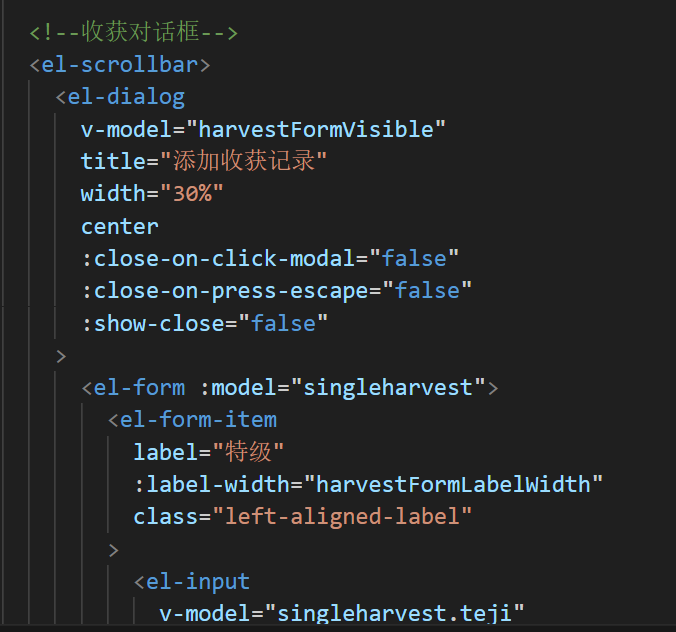 <!--收获对话框-->
<el-scrollbar>
<el-dialog
v-model="harvestFormVisible"
title="添加收获记录"
width="30%"
center
:close-on-click-modal="false"
:close-on-press-escape="false"
:show-close="false"
>
<el-form :model="singleharvest">
<el-form-item
label="特级"
:label-width="harvestFormLabelWidth"
class="left-aligned-label"
>
<el-input
v-model="singleharvest.teji"